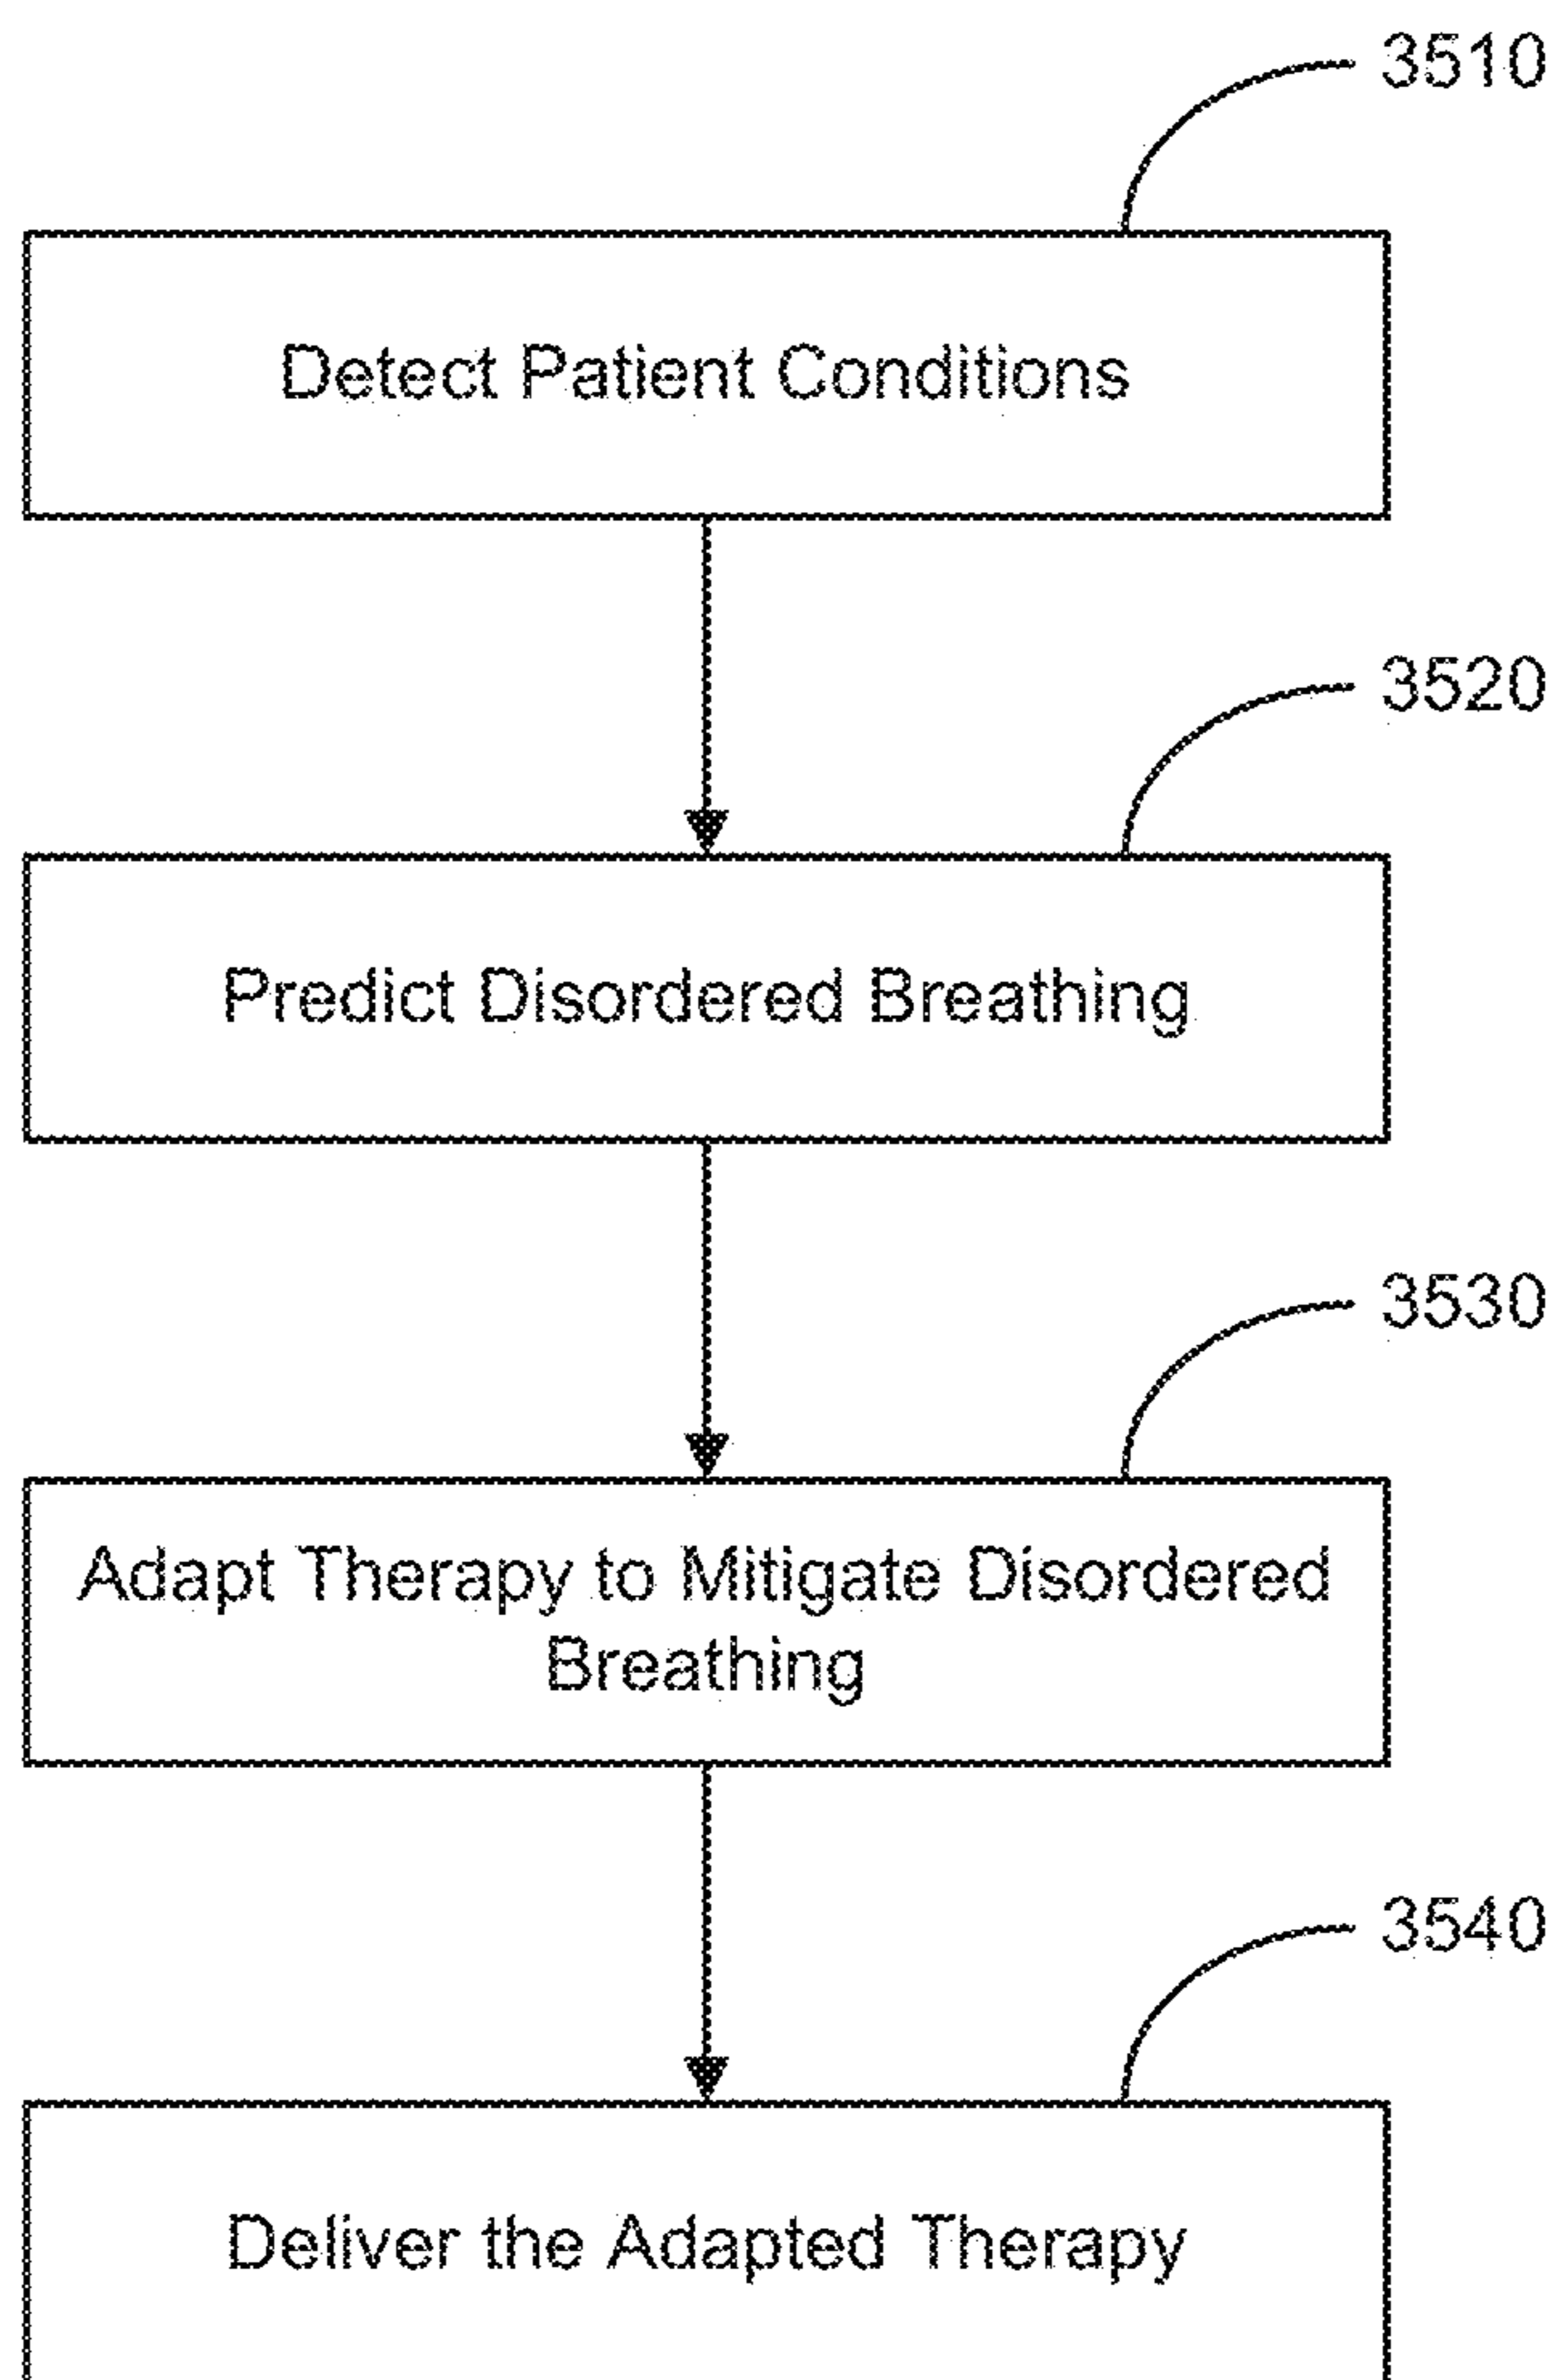 3510
Detect Patient Conditions
3520
Predict Disordered Breathing
3530
Adapt Therapy to Mitigate Disordered
Breathing
3540
Deliver the Adapted Therapy